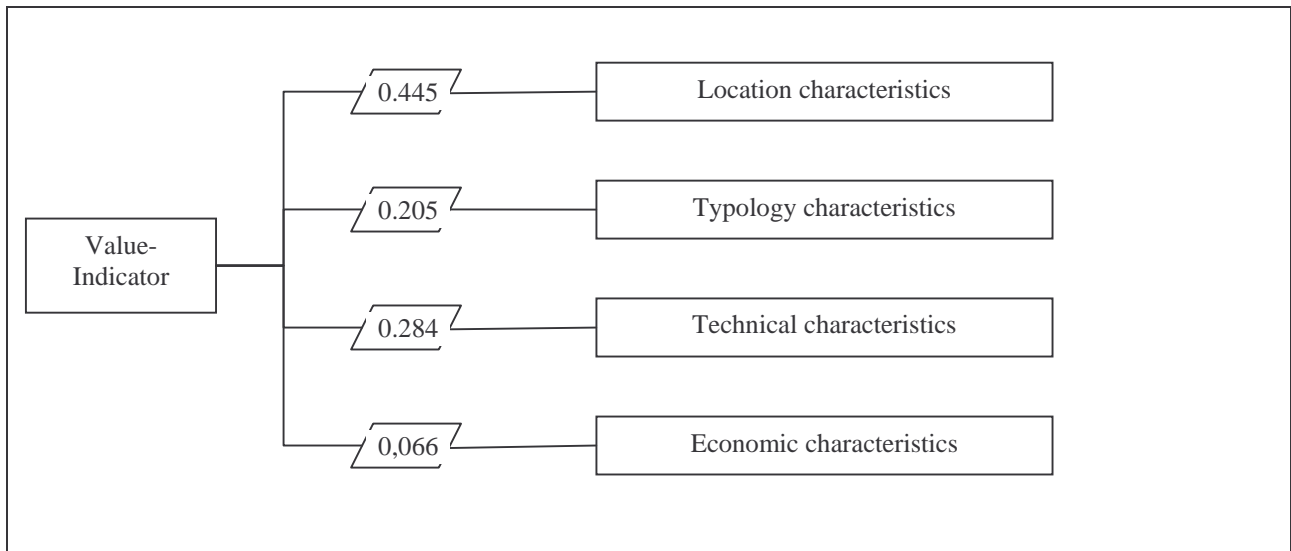 0.445
Location characteristics
0.205
Typology characteristics
Value-
Indicator
0.284
Technical characteristics
0,066
Economic characteristics